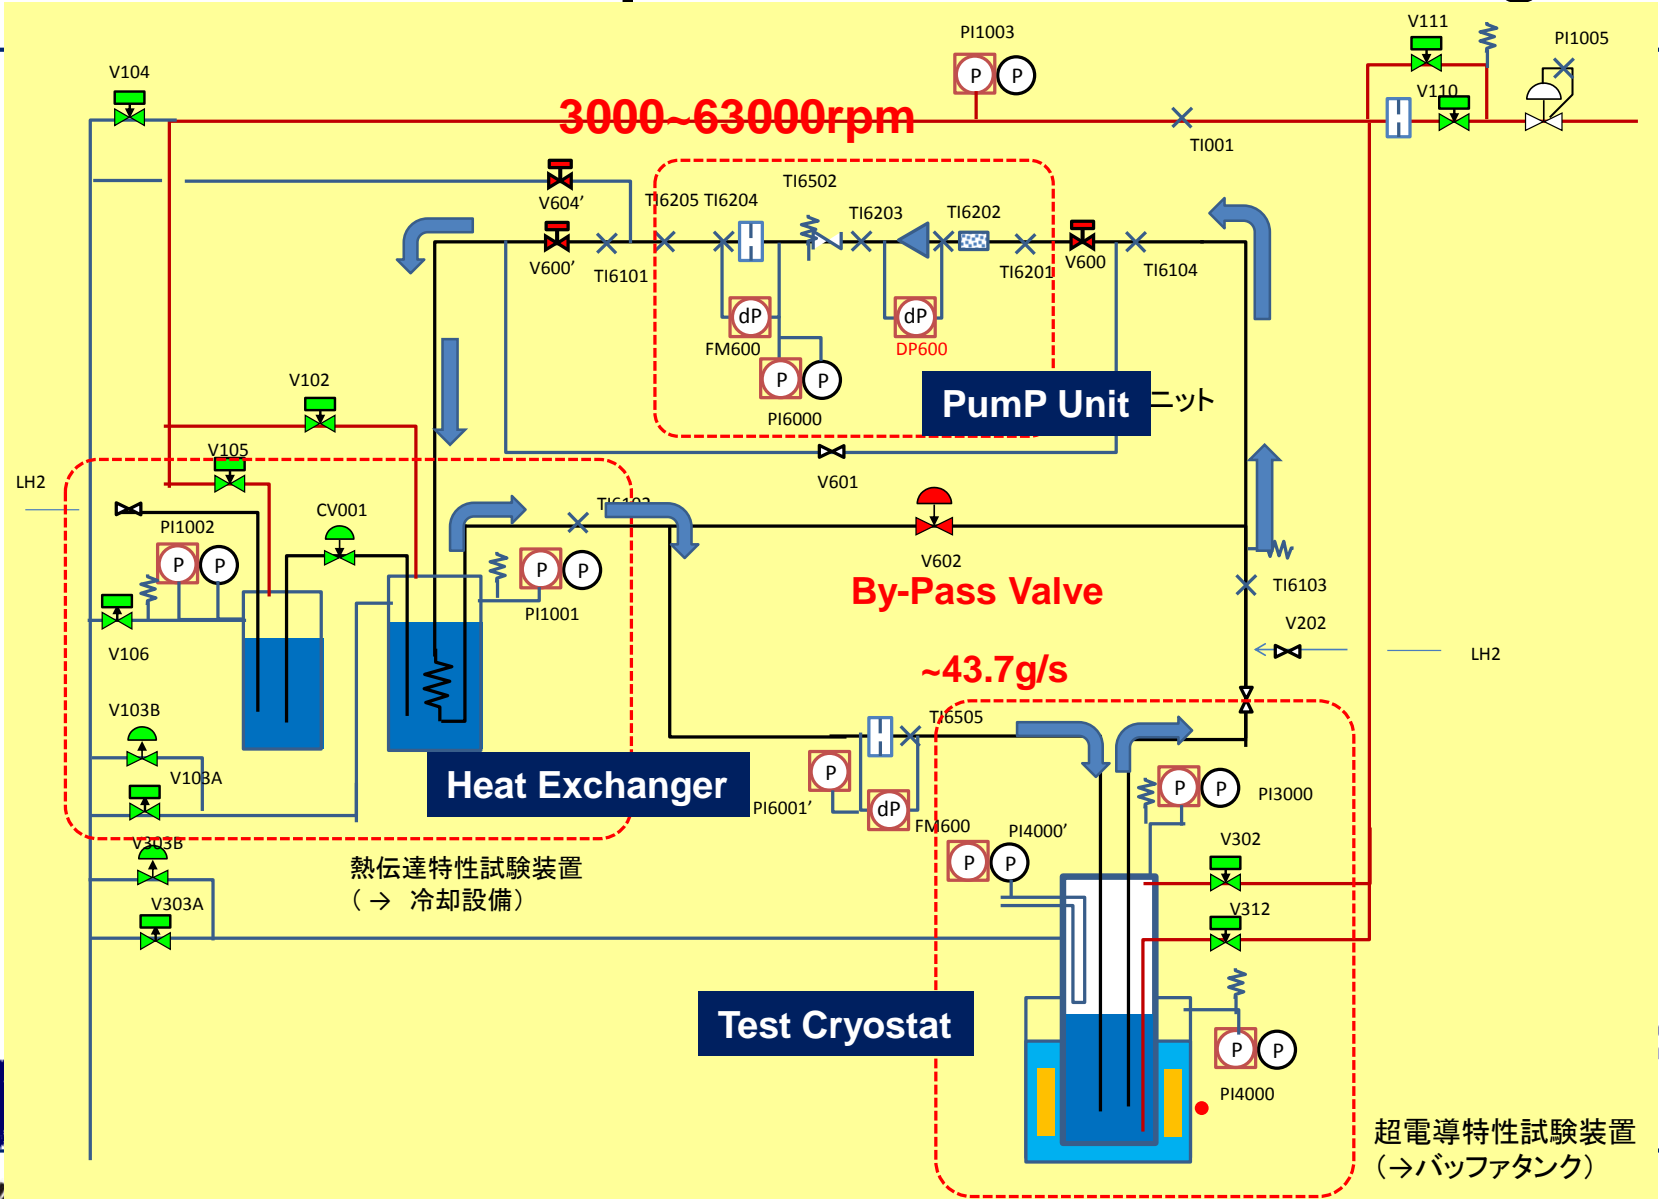 V111
PI1003
PI1005
V104
P P
V110
3000~63000rpm
TI001
TI6502
V604’
TI6205 TI6204
TI6203
TI6202
V600’
TI6101
TI6201
V600
TI6104
dP
dP
FM600
DP600
V102
P P
PumP Unit
ニット
PI6000
V105
LH2
V601
TI6102
CV001
PI1002
P P
P P
V602
TI6103
By-Pass Valve
PI1001
V202
V106
LH2
~43.7g/s
V103B
TI6505
V103A
Heat Exchanger
P
P P
PI3000
PI6001’
dP
FM600
PI4000’
V303B
P P
V302
熱伝達特性試験装置
（→ 冷却設備）
V303A
V312
Test Cryostat
P P
PI4000
超電導特性試験装置
（→バッファタンク）